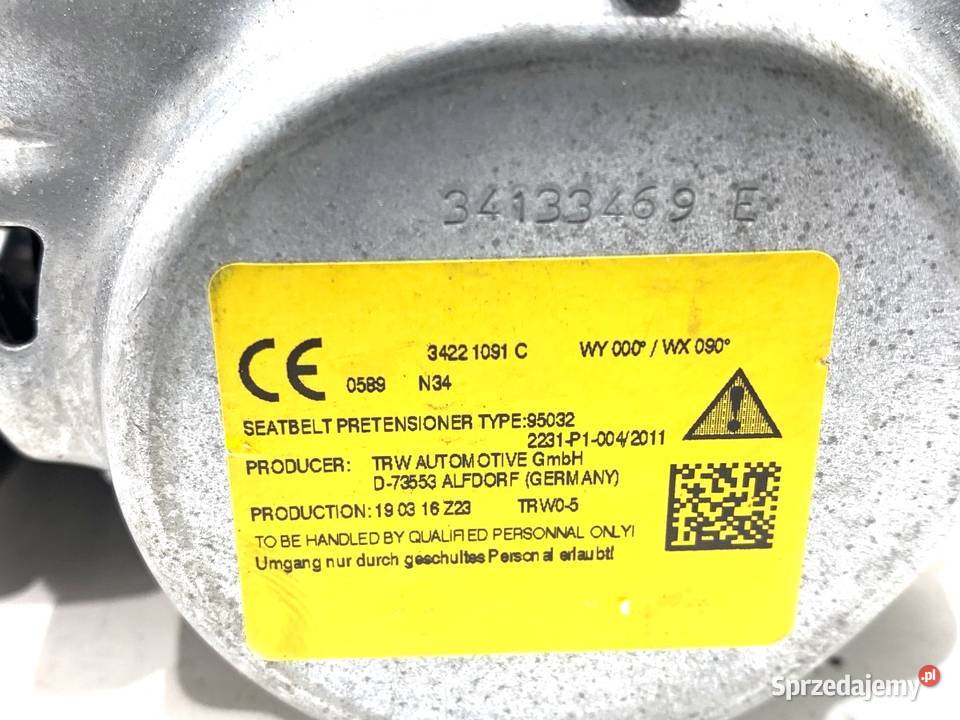 34133469 E
CE 0589 34221091 C WY 000° / WX 090°
N34
SEATBELT PRETENSIONER TYPE:95032
2231-P1-004/2011
PRODUCER: TRW AUTOMOTIVE GmbH
D-73553 ALFDORF (GERMANY)
PRODUCTION: 19 03 16 Z23 TRW0-5
TO BE HANDLED BY QUALIFIED PERSONNAL ONLY!
Umgang nur durch geschultes Personal erlaubt!
Sprzedajemy.pl